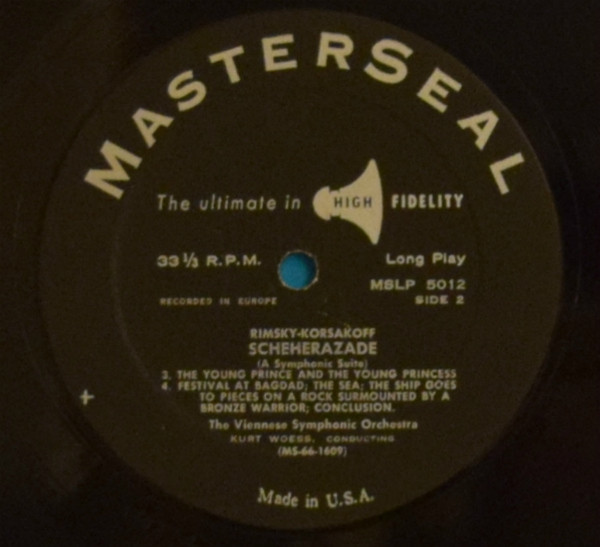 MASTERSEAL
The ultimate in HIGH FIDELITY
33 1/3 R.P.M. Long Play
MSLP 5012
RECORDED IN EUROPE SIDE 2
RIMSKY-KORSAKOFF
SCHEHERAZADE
(A Symphonic Suite)
3. THE YOUNG PRINCE AND THE YOUNG PRINCESS
4. FESTIVAL AT BAGDAD; THE SEA; THE SHIP GOES
TO PIECES ON A ROCK SURMOUNTED BY A
BRONZE WARRIOR; CONCLUSION.
The Viennese Symphonic Orchestra
KURT WOESS, CONDUCTING
(MS-66-1609)
Made in U.S.A.